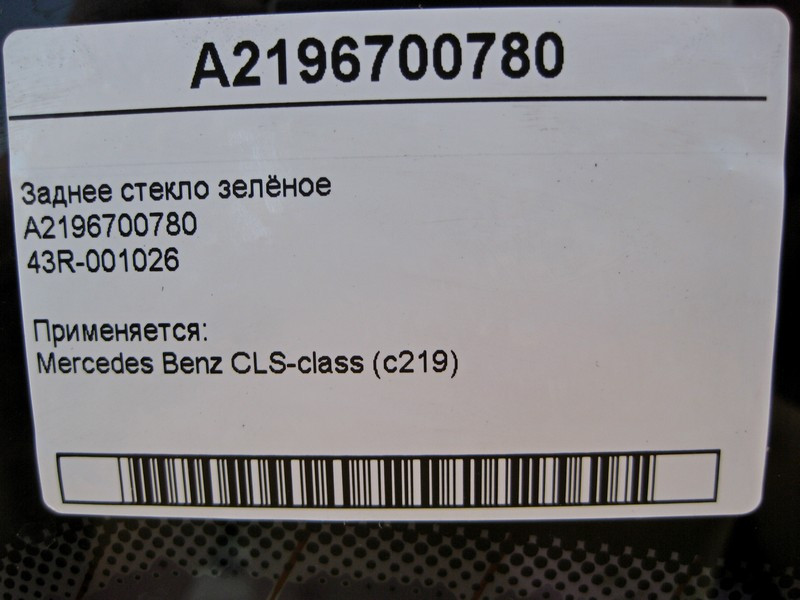 A2196700780
Заднее стекло зелёное
A2196700780
43R-001026
Применяется:
Mercedes Benz CLS-class (c219)